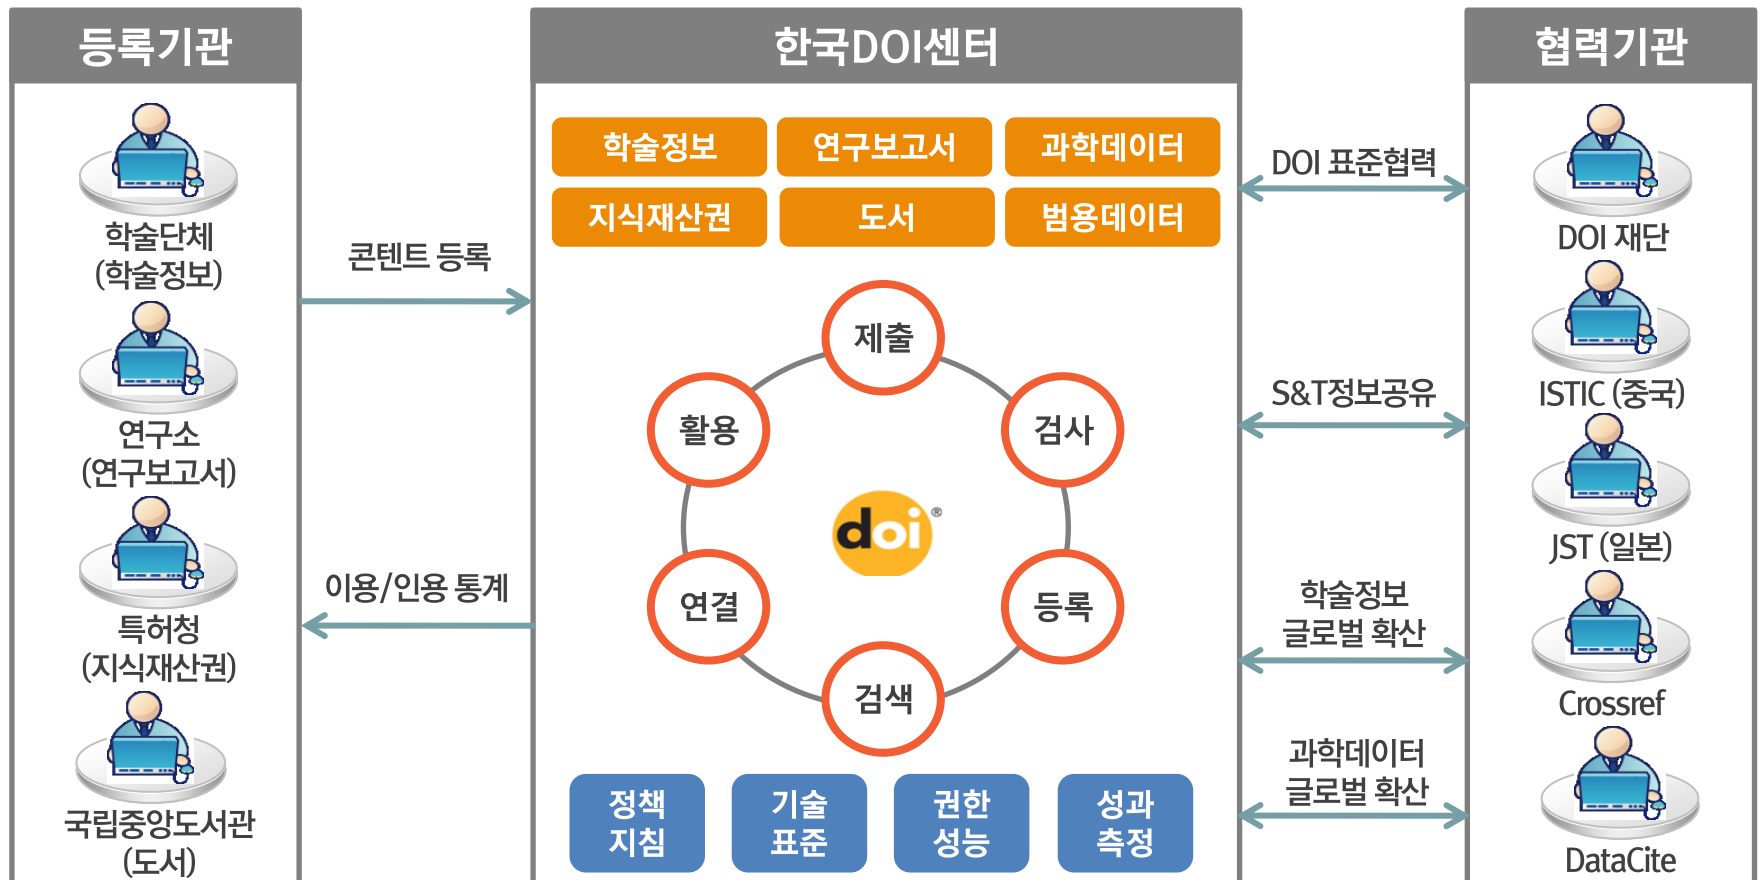 등록기관
학술단체
(학술정보)
연구소
(연구보고서)
특허청
(지식재산권)
국립중앙도서관
(도서)
콘텐트 등록
이용/인용 통계
한국DOI센터
학술정보
연구보고서
과학데이터
지식재산권
도서
범용데이터
제출
활용
검사
doi®
연결
등록
검색
정책
지침
기술
표준
권한
성능
성과
측정
DOI 표준협력
S&T정보공유
학술정보
글로벌 확산
과학데이터
글로벌 확산
협력기관
DOI 재단
ISTIC (중국)
JST (일본)
Crossref
DataCite